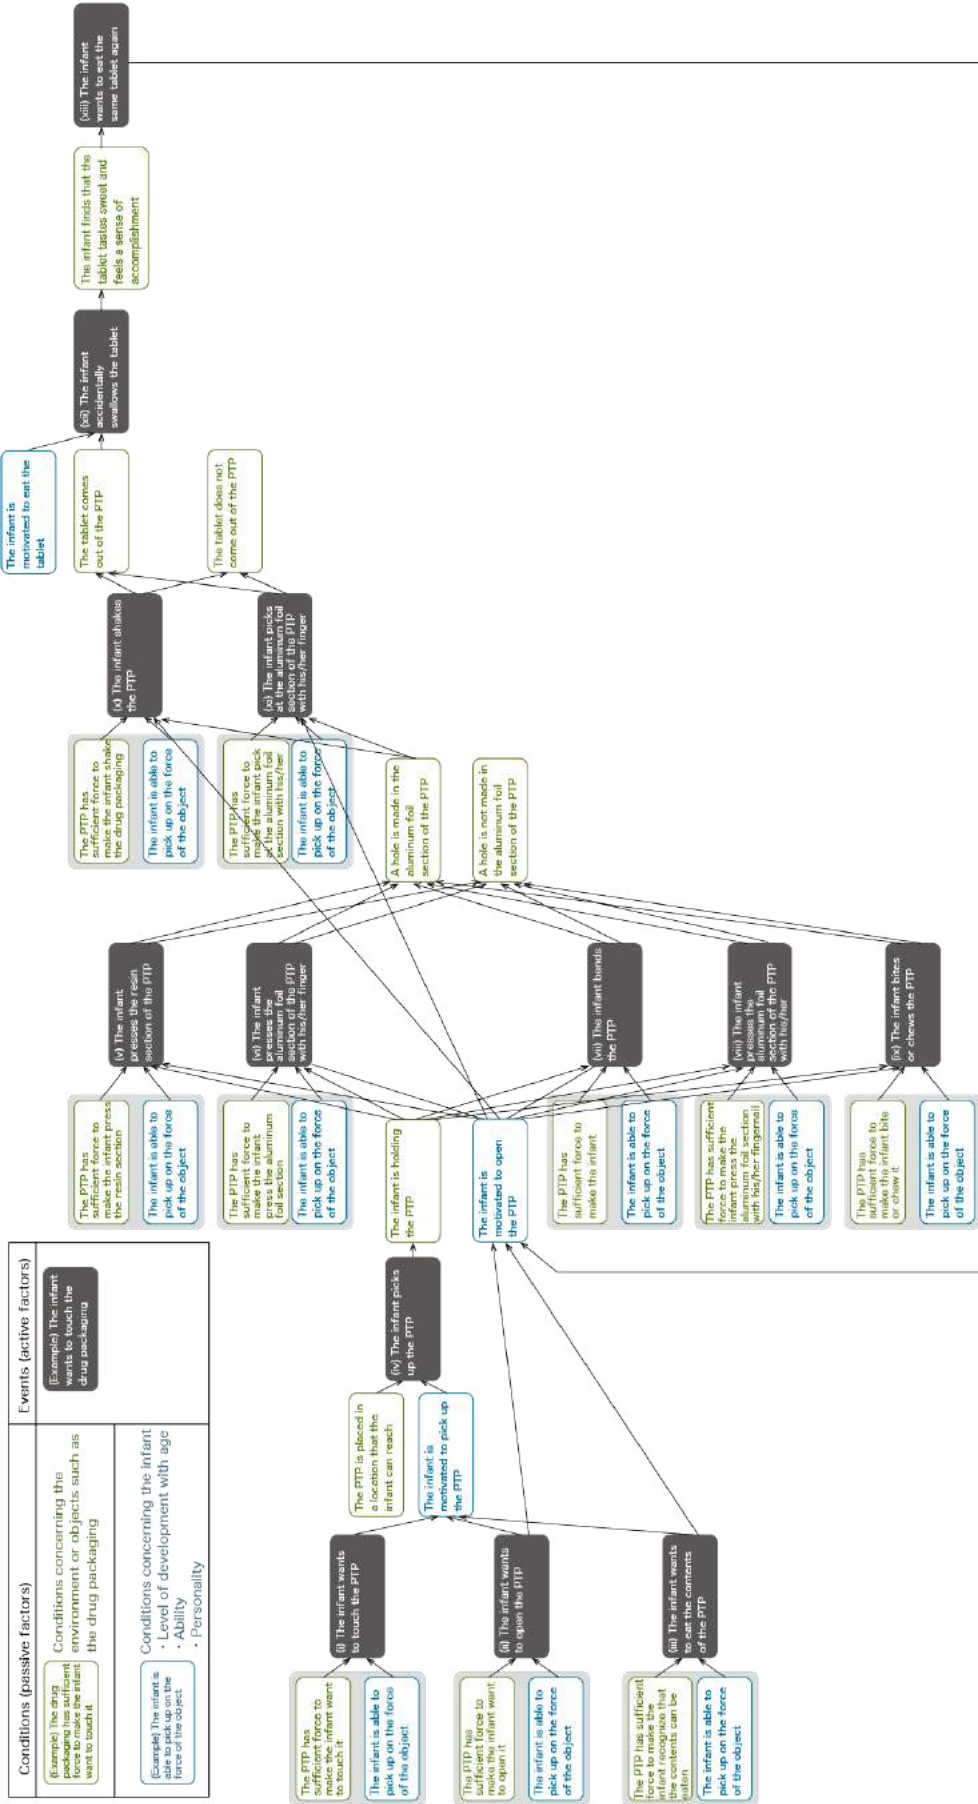 Conditions (passive factors)
Events (active factors)
(Example) The drug
packaging has sufficient
force to make the infant
want to touch it
Conditions concerning the
environment or objects such as
the drug packaging
(Example) The infant
wants to touch the
drug packaging
(Example) The infant is
able to pick up on the
force of the object
Conditions concerning the infant
・Level of development with age
・Ability
・Personality
The PTP has
sufficient force to
make the infant want
to touch it
The infant is able to
pick up on the force
of the object
(i) The infant wants
to touch the PTP
The PTP has
sufficient force to
make the infant want
to open it
The infant is able to
pick up on the force
of the object
(ii) The infant wants
to open the PTP
The PTP has sufficient
force to make the
infant recognize that
the contents can be
eaten
The infant is able to
pick up on the force
of the object
(iii) The infant wants
to eat the contents
of the PTP
The PTP is placed in
a location that the
infant can reach
The infant is
motivated to pick up
the PTP
(iv) The infant picks
up the PTP
The infant is holding
the PTP
The infant is
motivated to open
the PTP
The PTP has
sufficient force to
make the infant press
the resin section
The infant is able to
pick up on the force
of the object
(v) The infant
presses the resin
section of the PTP
The PTP has
sufficient force to
make the infant
press the aluminum
foil section
The infant is able to
pick up on the force
of the object
(vi) The infant
presses the
aluminum foil
section of the PTP
with his/her finger
The PTP has
sufficient force to
make the infant
The infant is able to
pick up on the force
of the object
(vii) The infant bends
the PTP
The PTP has sufficient
force to make the
infant press the
aluminum foil section
with his/her fingernail
The infant is able to
pick up on the force
of the object
(viii) The infant
presses the
aluminum foil
section of the PTP
with his/her
The PTP has
sufficient force to
make the infant bite
or chew it
The infant is able to
pick up on the force
of the object
(ix) The infant bites
or chews the PTP
A hole is made in the
aluminum foil
section of the PTP
A hole is not made in
the aluminum foil
section of the PTP
The PTP has
sufficient force to
make the infant shake
the drug packaging
The infant is able to
pick up on the force
of the object
(x) The infant shakes
the PTP
The PTP has
sufficient force to
make the infant pick
at the aluminum foil
section with his/her
The infant is able to
pick up on the force
of the object
(xi) The infant picks
at the aluminum foil
section of the PTP
with his/her finger
The infant is
motivated to eat the
tablet
The tablet comes
out of the PTP
The tablet does not
come out of the PTP
(xii) The infant
accidentally
swallows the tablet
The infant finds that the
tablet tastes sweet and
feels a sense of
accomplishment
(xiii) The infant
wants to eat the
same tablet again